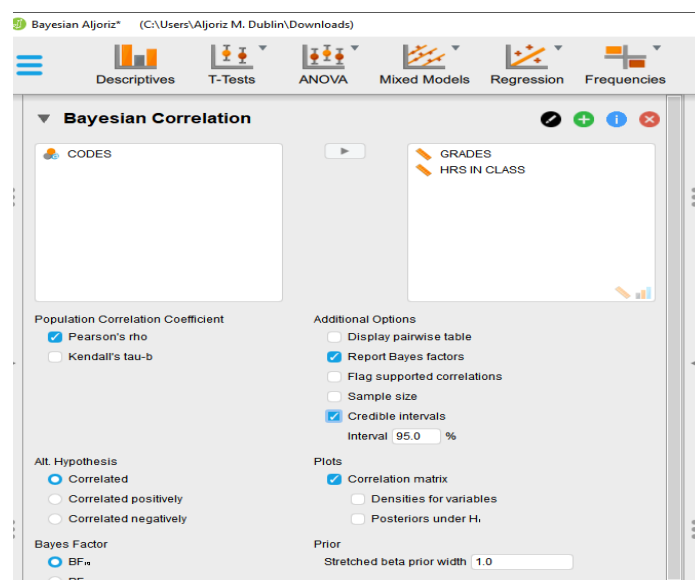 Bayesian Aljoriz* (C:\Users\Aljoriz M. Dublin\Downloads)
Descriptives T-Tests ANOVA Mixed Models Regression Frequencies
Bayesian Correlation
CODES
GRADES
HRS IN CLASS
Population Correlation Coefficient
Pearson's rho
Kendall's tau-b
Additional Options
Display pairwise table
Report Bayes factors
Flag supported correlations
Sample size
Credible intervals
Interval 95.0 %
Alt. Hypothesis
Correlated
Correlated positively
Correlated negatively
Plots
Correlation matrix
Densities for variables
Posteriors under H₁
Bayes Factor
BF₁₀
Prior
Stretched beta prior width 1.0